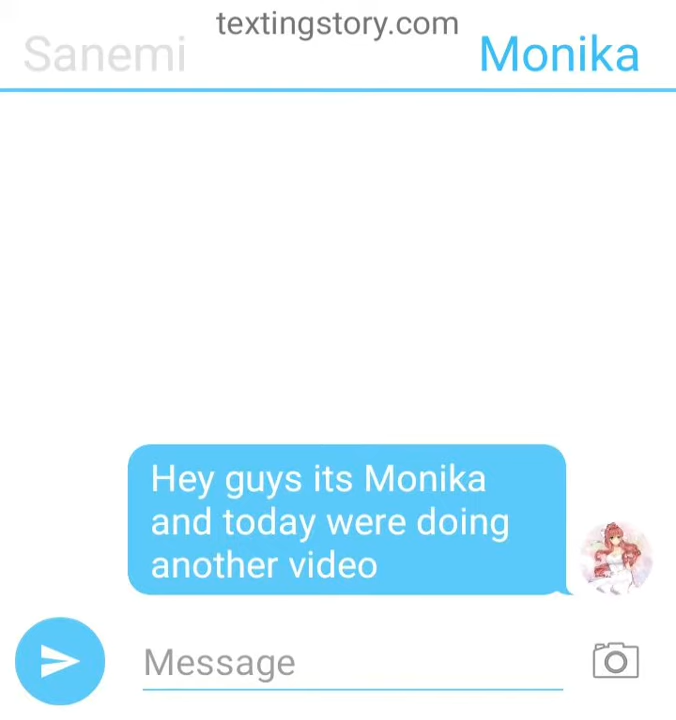 textingstory.com
Sanemi
Monika
Hey guys its Monika
and today were doing
another video
Message